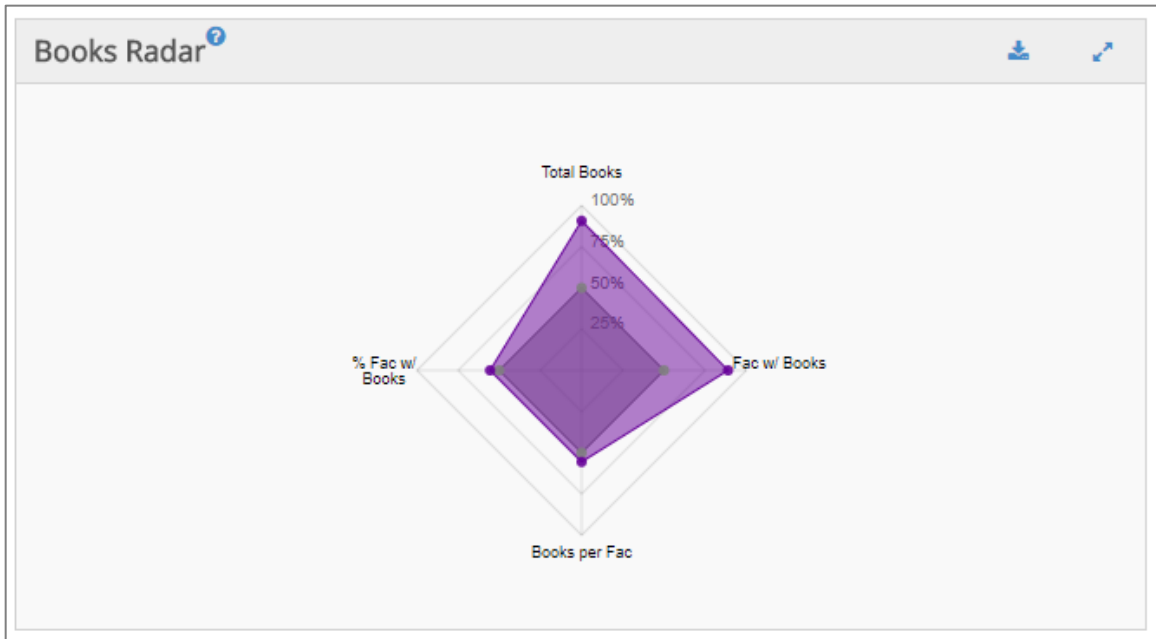 Books Radar
Total Books
100%
75%
50%
25%
% Fac w/
Books
Fac w/ Books
Books per Fac